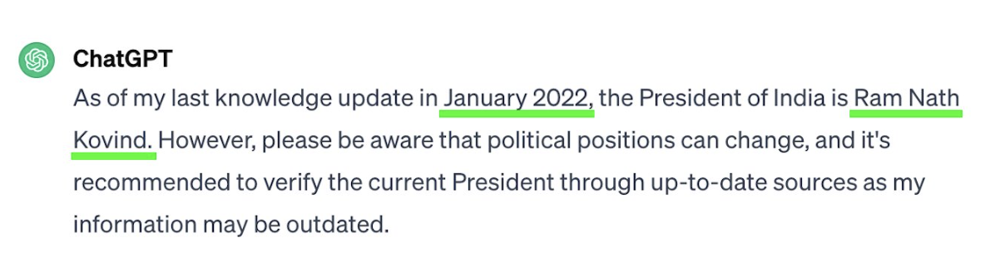 ChatGPT
As of my last knowledge update in January 2022, the President of India is Ram Nath
Kovind. However, please be aware that political positions can change, and it's
recommended to verify the current President through up-to-date sources as my
information may be outdated.